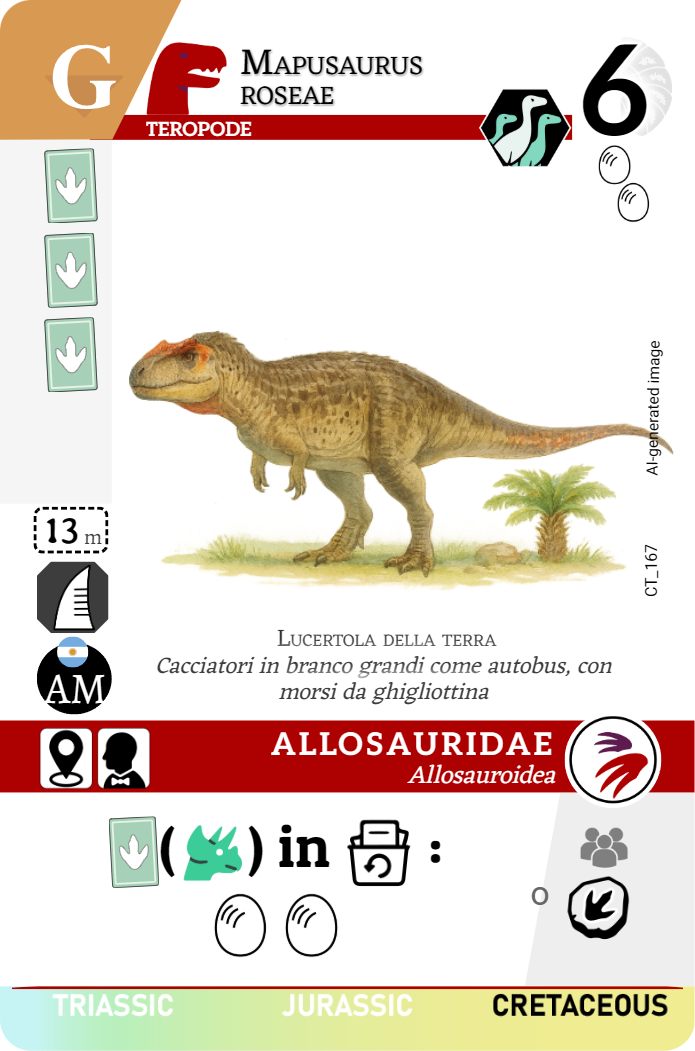 G
Mapusaurus
roseae
6
TEROPODE
AI-generated image
13 m
CT_167
AM
Lucertola della terra
Cacciatori in branco grandi come autobus, con
morsi da ghigliottina
ALLOSAURIDAE
Allosauroidea
( ) in :
o
TRIASSIC JURASSIC CRETACEOUS